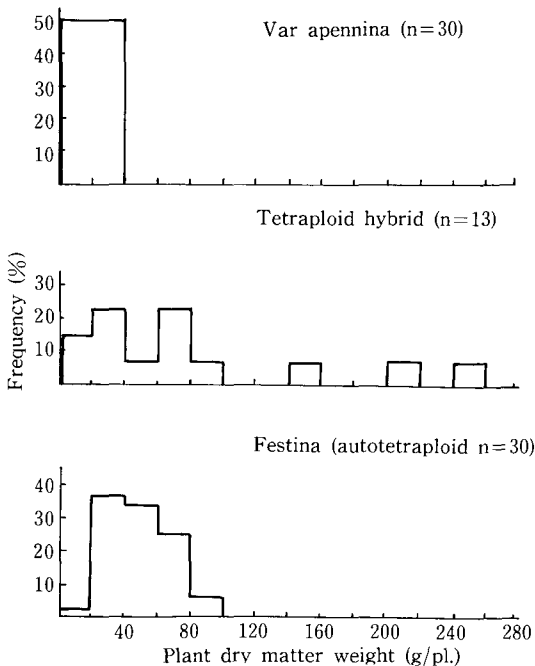 Var apennina (n=30)
50
40
30
20
10
Tetraploid hybrid (n=13)
Frequency (%)
30
20
10
Festina (autotetraploid n=30)
40
30
20
10
40 120 160 200 240 280
Plant dry matter weight (g/pl.)